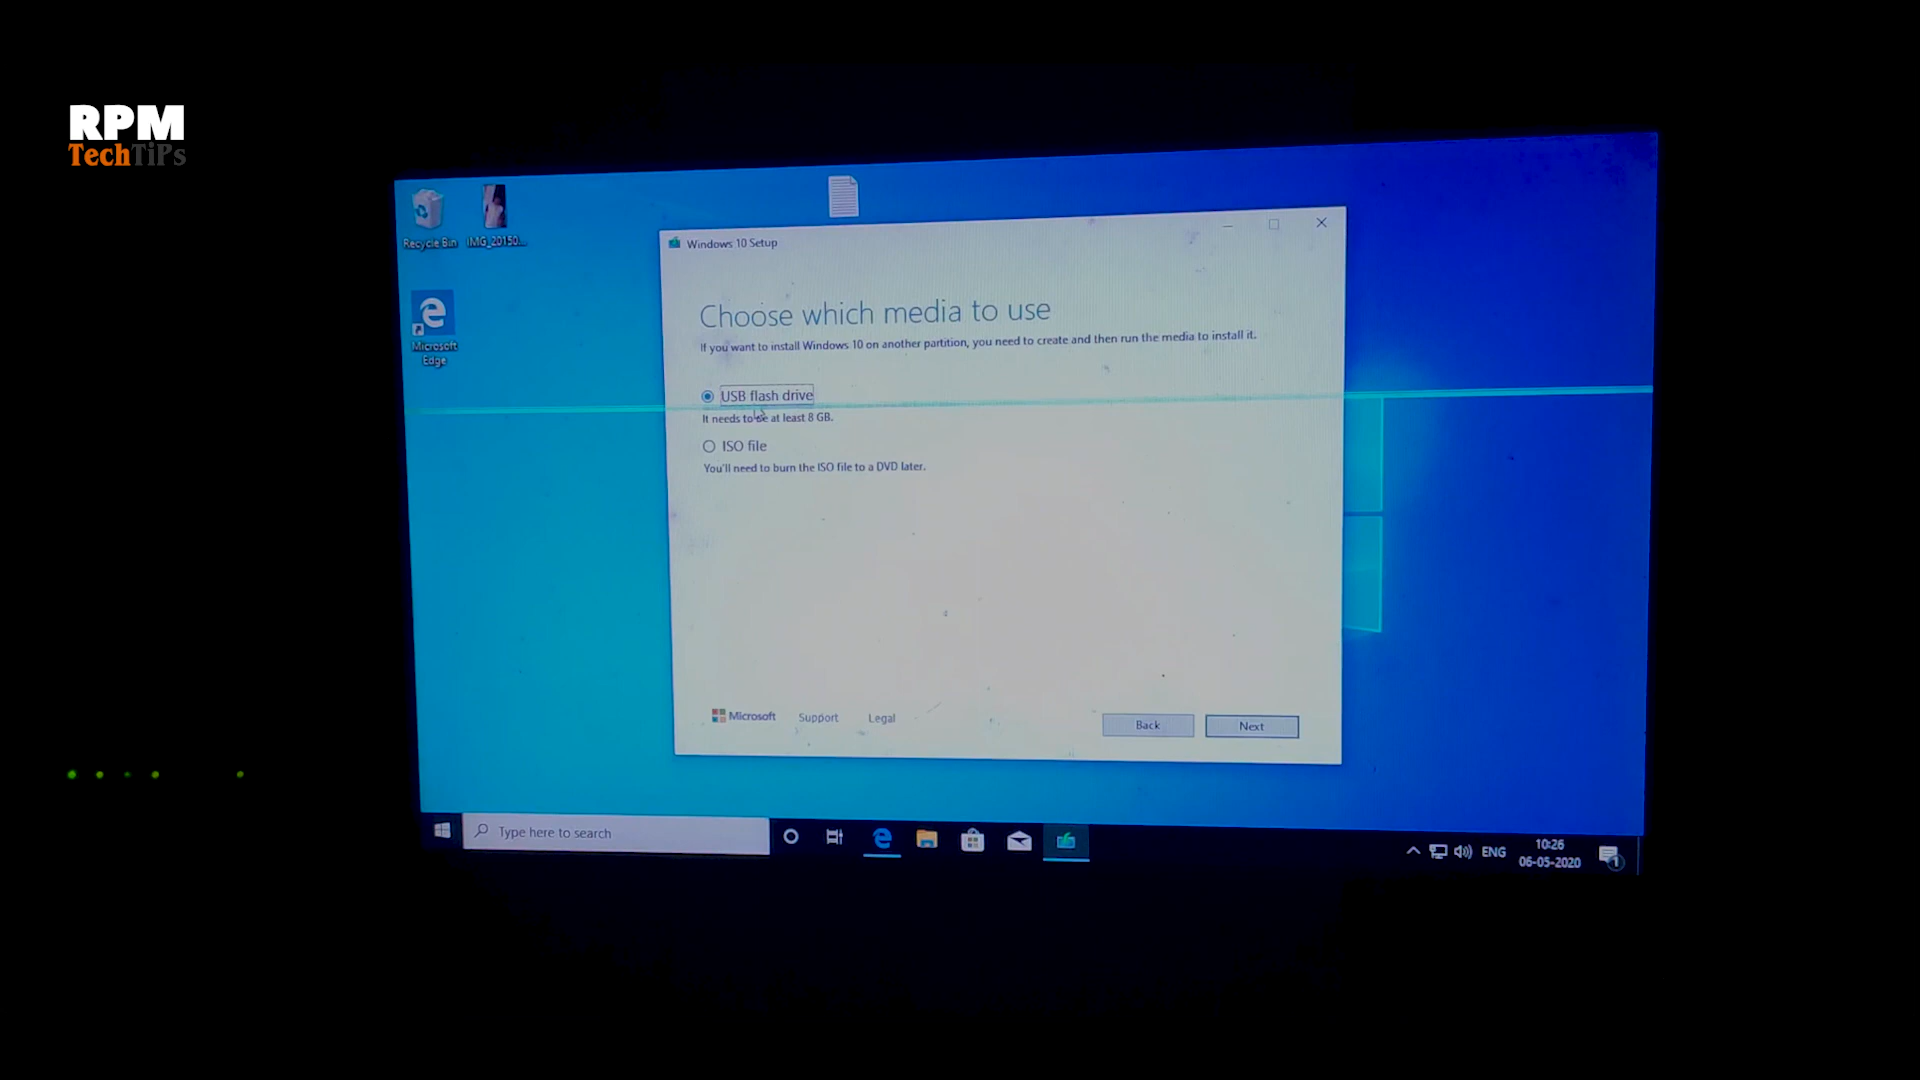 RPM
TechTiPs
Recycle Bin
IMG_20150...
Microsoft
Edge
Windows 10 Setup
Choose which media to use
If you want to install Windows 10 on another partition, you need to create and then run the media to install it.
USB flash drive
It needs to be at least 8 GB.
ISO file
You'll need to burn the ISO file to a DVD later.
Microsoft Support Legal
Back Next
Type here to search
ENG
10:26
06-05-2020
1